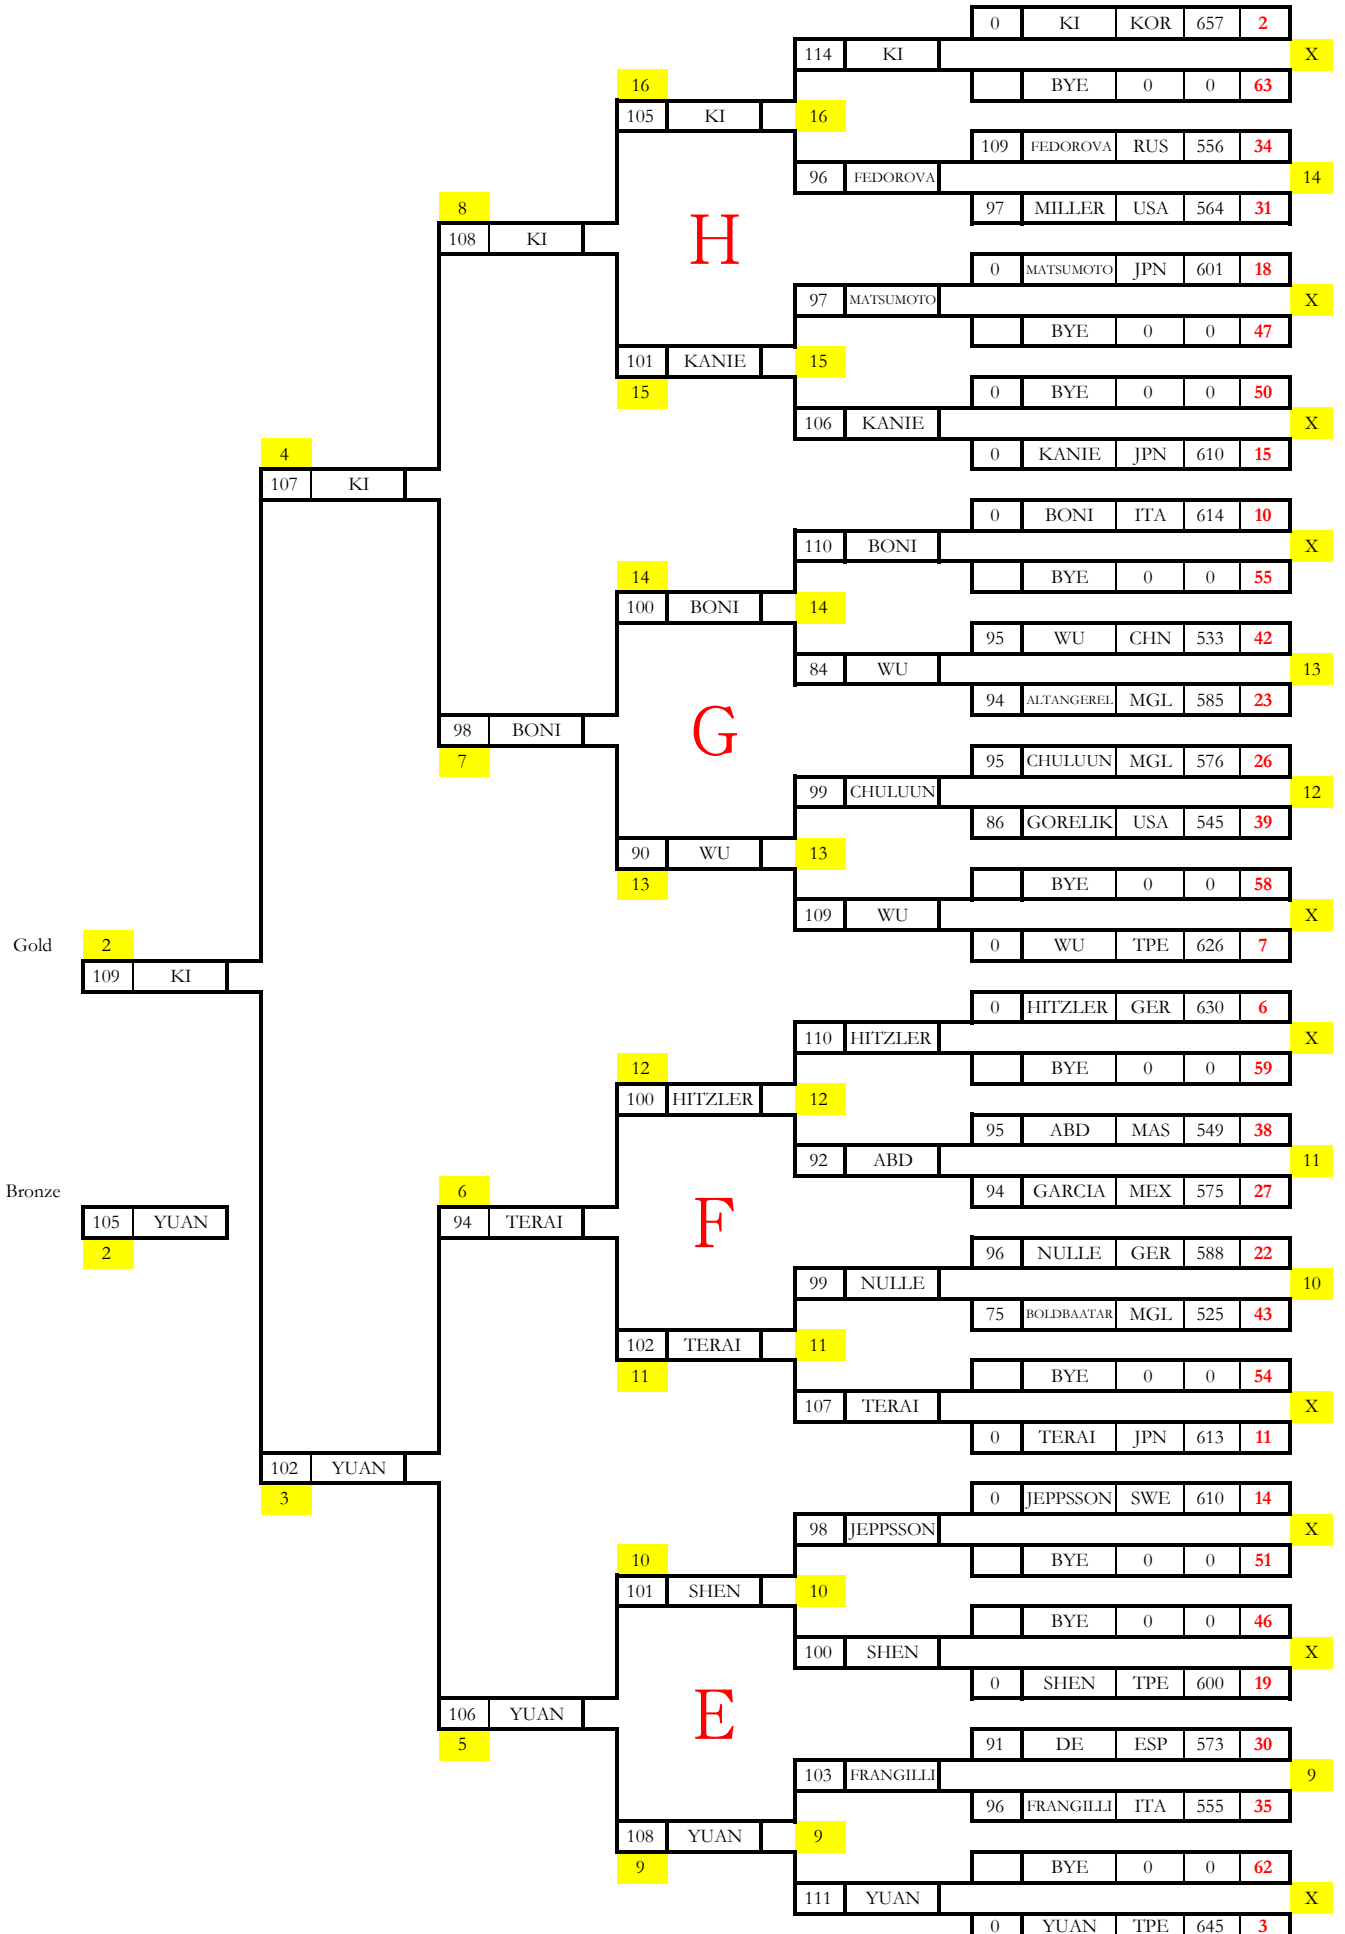 0 KI KOR 657 2
114 KI X
16 BYE 0 0 63
105 KI 16
109 FEDOROVA RUS 556 34
96 FEDOROVA 14
8 97 MILLER USA 564 31
108 KI H
0 MATSUMOTO JPN 601 18
97 MATSUMOTO X
BYE 0 0 47
101 KANIE 15
15 0 BYE 0 0 50
106 KANIE X
4 0 KANIE JPN 610 15
107 KI
0 BONI ITA 614 10
110 BONI X
14 BYE 0 0 55
100 BONI 14
95 WU CHN 533 42
84 WU 13
94 ALTANGEREL MGL 585 23
98 BONI G
7 95 CHULUUN MGL 576 26
99 CHULUUN 12
86 GORELIK USA 545 39
90 WU 13
13 BYE 0 0 58
109 WU X
Gold 2 0 WU TPE 626 7
109 KI
0 HITZLER GER 630 6
110 HITZLER X
12 BYE 0 0 59
100 HITZLER 12
95 ABD MAS 549 38
92 ABD 11
Bronze 6 94 GARCIA MEX 575 27
105 YUAN 94 TERAI F
2 96 NULLE GER 588 22
99 NULLE 10
75 BOLDBAATAR MGL 525 43
102 TERAI 11
11 BYE 0 0 54
107 TERAI X
0 TERAI JPN 613 11
102 YUAN
3 0 JEPPSSON SWE 610 14
98 JEPPSSON X
10 BYE 0 0 51
101 SHEN 10
BYE 0 0 46
100 SHEN X
0 SHEN TPE 600 19
106 YUAN E
5 91 DE ESP 573 30
103 FRANGILLI 9
96 FRANGILLI ITA 555 35
108 YUAN 9
9 BYE 0 0 62
111 YUAN X
0 YUAN TPE 645 3